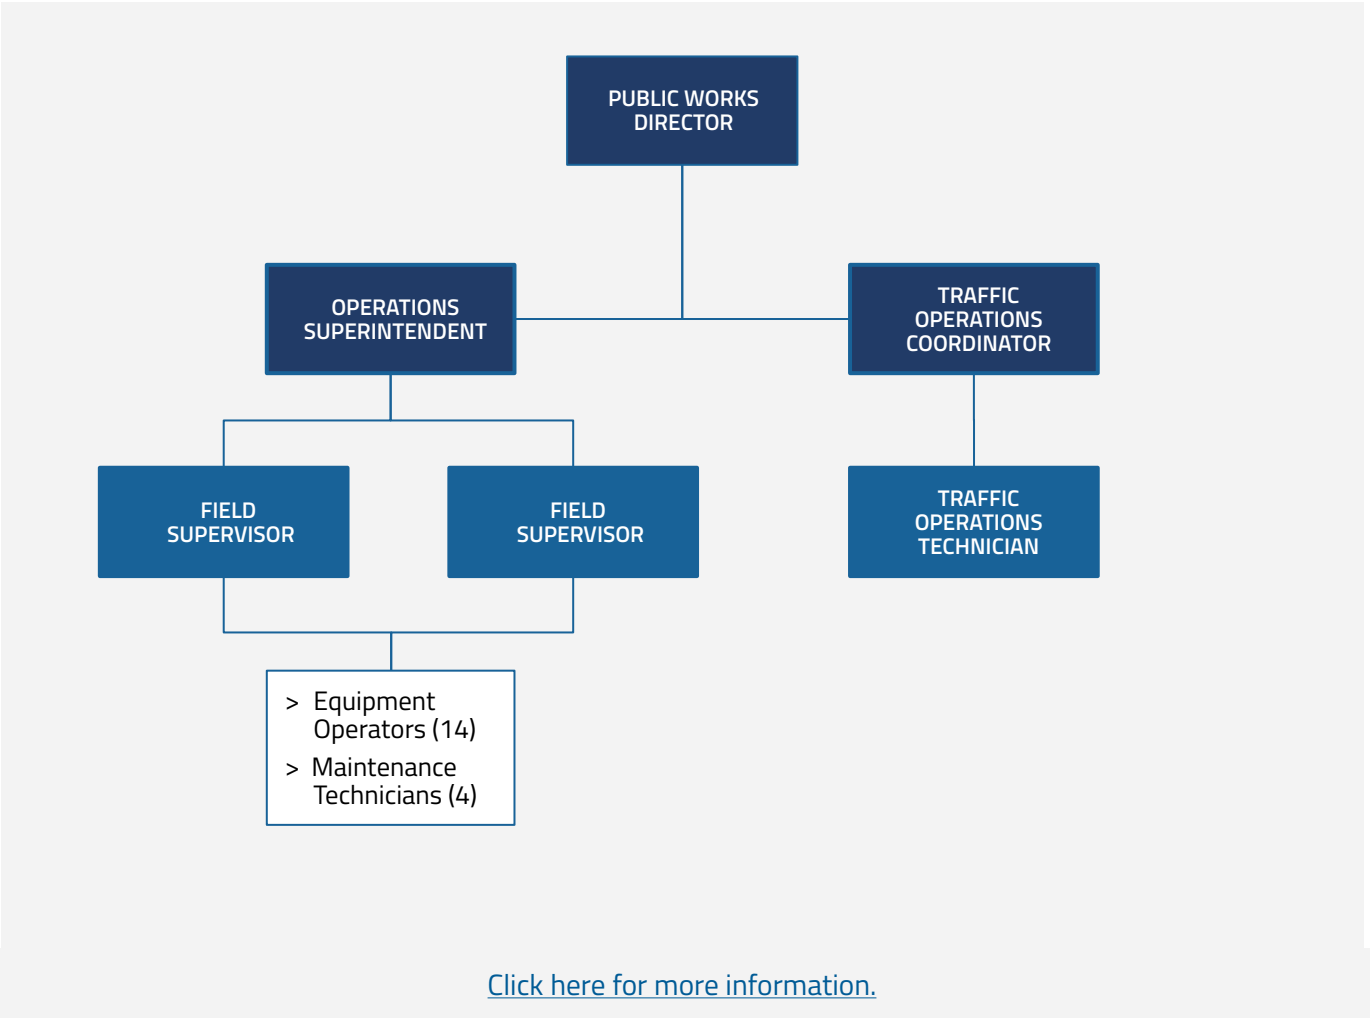 PUBLIC WORKS
DIRECTOR
OPERATIONS
SUPERINTENDENT
TRAFFIC
OPERATIONS
COORDINATOR
FIELD
SUPERVISOR
FIELD
SUPERVISOR
TRAFFIC
OPERATIONS
TECHNICIAN
> Equipment
Operators (14)
> Maintenance
Technicians (4)
Click here for more information.